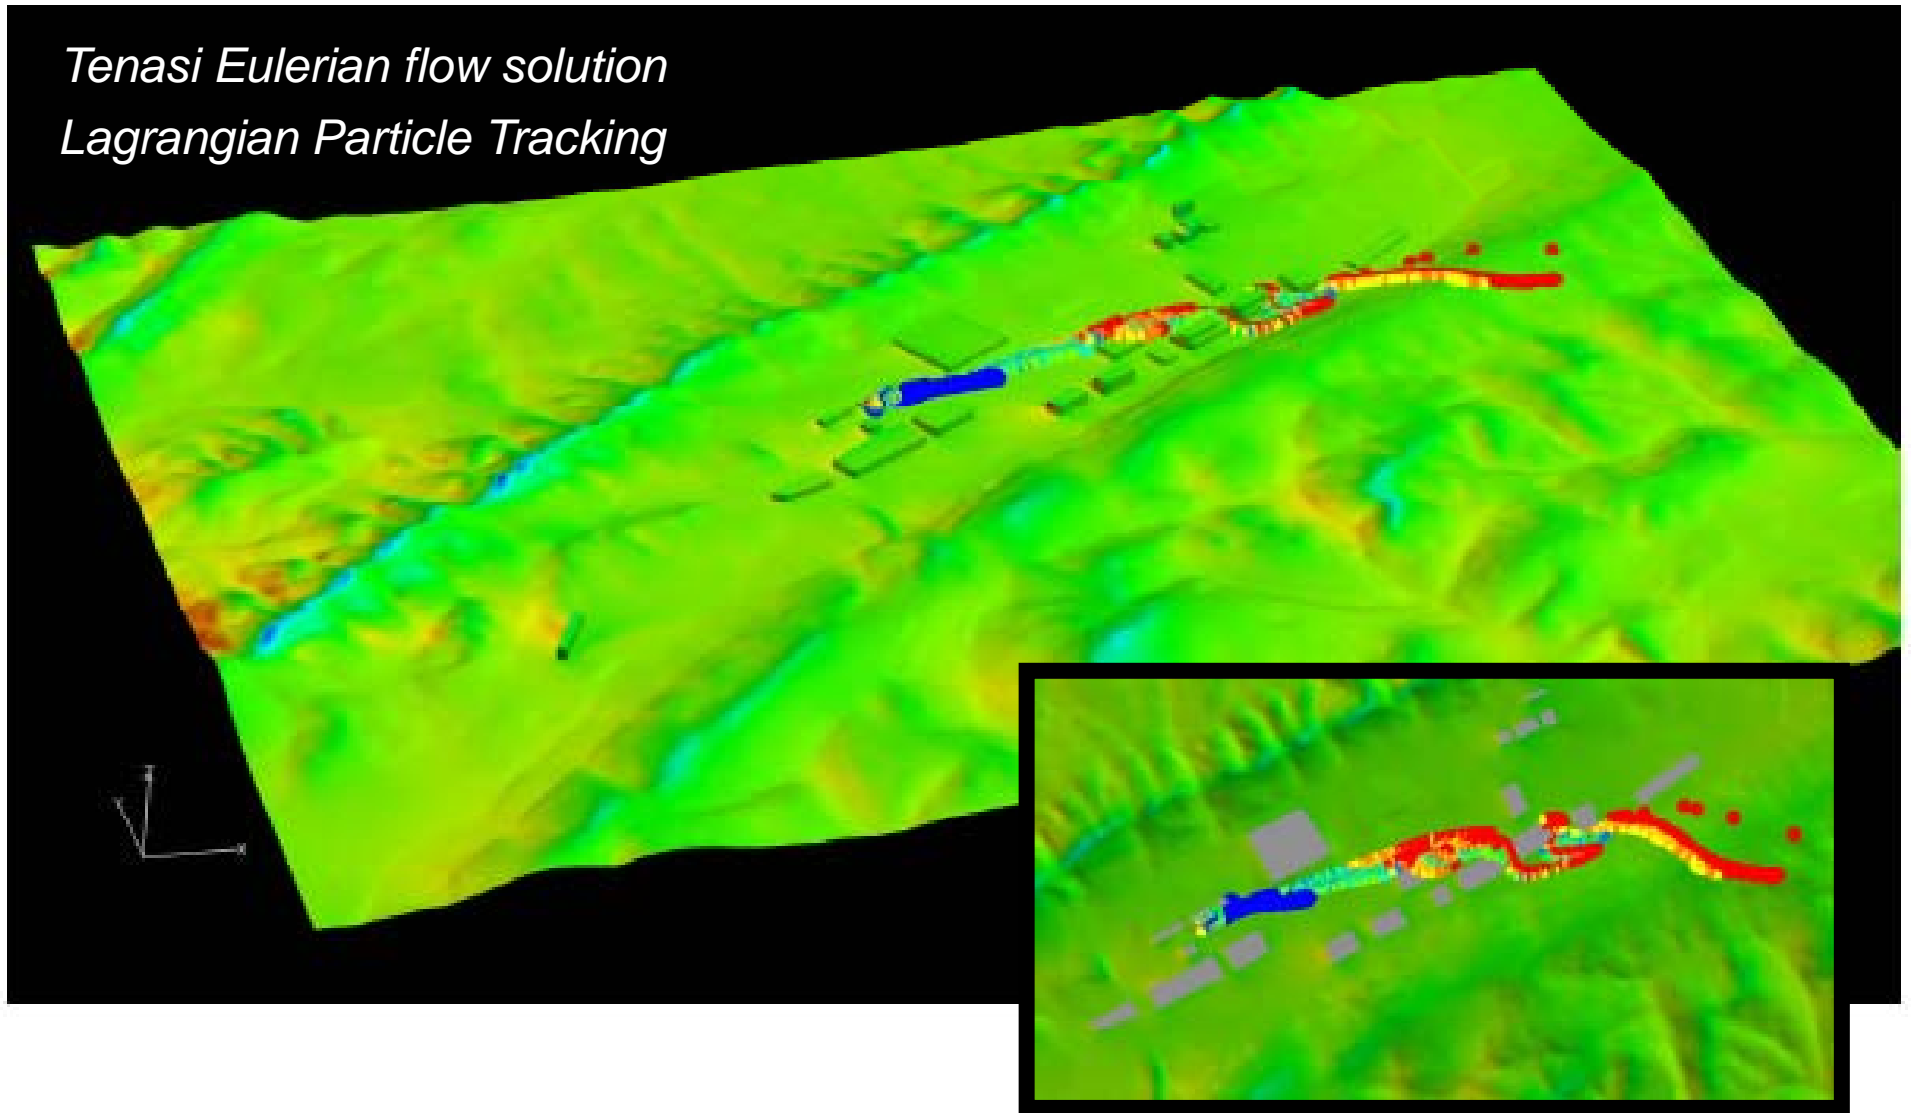 Tenasi Eulerian flow solution
Lagrangian Particle Tracking
Z
Y
X